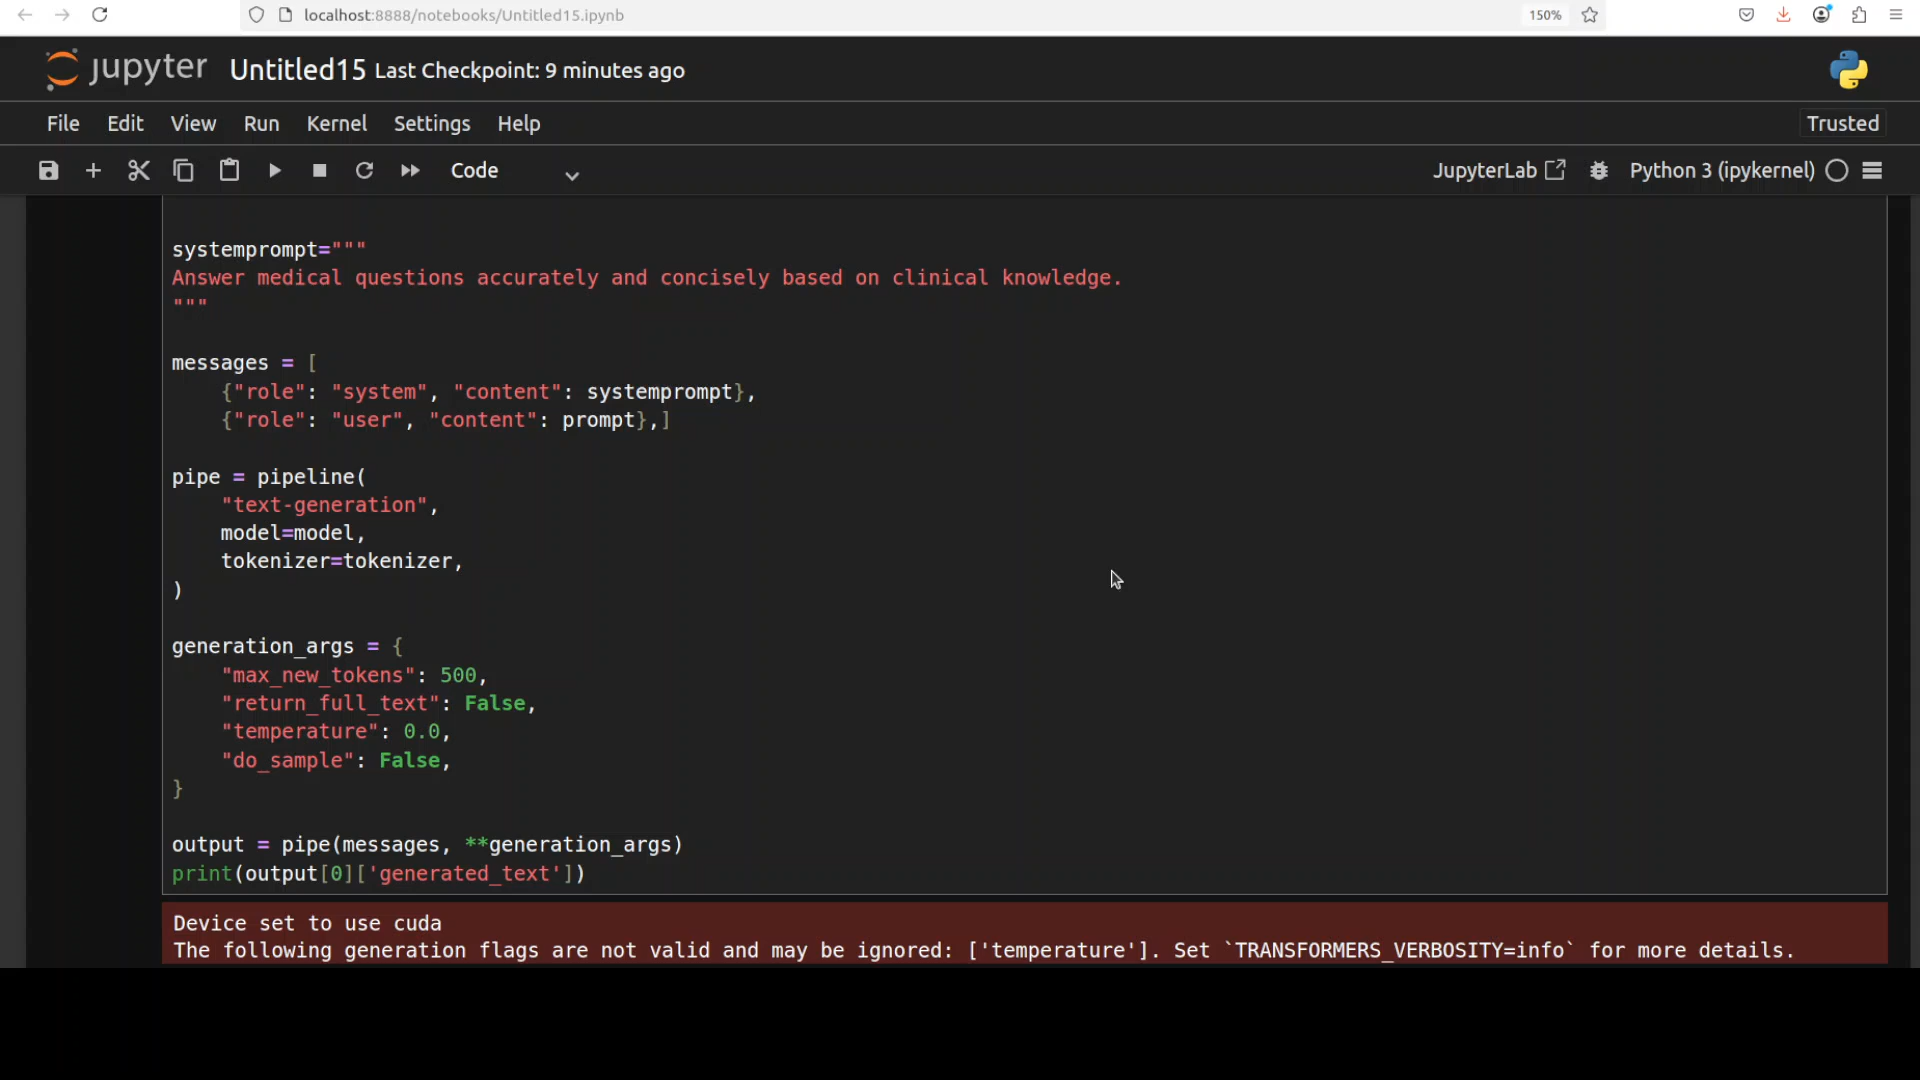 localhost:8888/notebooks/Untitled15.ipynb
150%
jupyter Untitled15 Last Checkpoint: 9 minutes ago
File Edit View Run Kernel Settings Help
Trusted
Code
JupyterLab
Python 3 (ipykernel)
systemprompt="""
Answer medical questions accurately and concisely based on clinical knowledge.
"""
messages = [
    {"role": "system", "content": systemprompt},
    {"role": "user", "content": prompt},]
pipe = pipeline(
    "text-generation",
    model=model,
    tokenizer=tokenizer,
)
generation_args = {
    "max_new_tokens": 500,
    "return_full_text": False,
    "temperature": 0.0,
    "do_sample": False,
}
output = pipe(messages, **generation_args)
print(output[0]['generated_text'])
Device set to use cuda
The following generation flags are not valid and may be ignored: ['temperature']. Set `TRANSFORMERS_VERBOSITY=info` for more details.